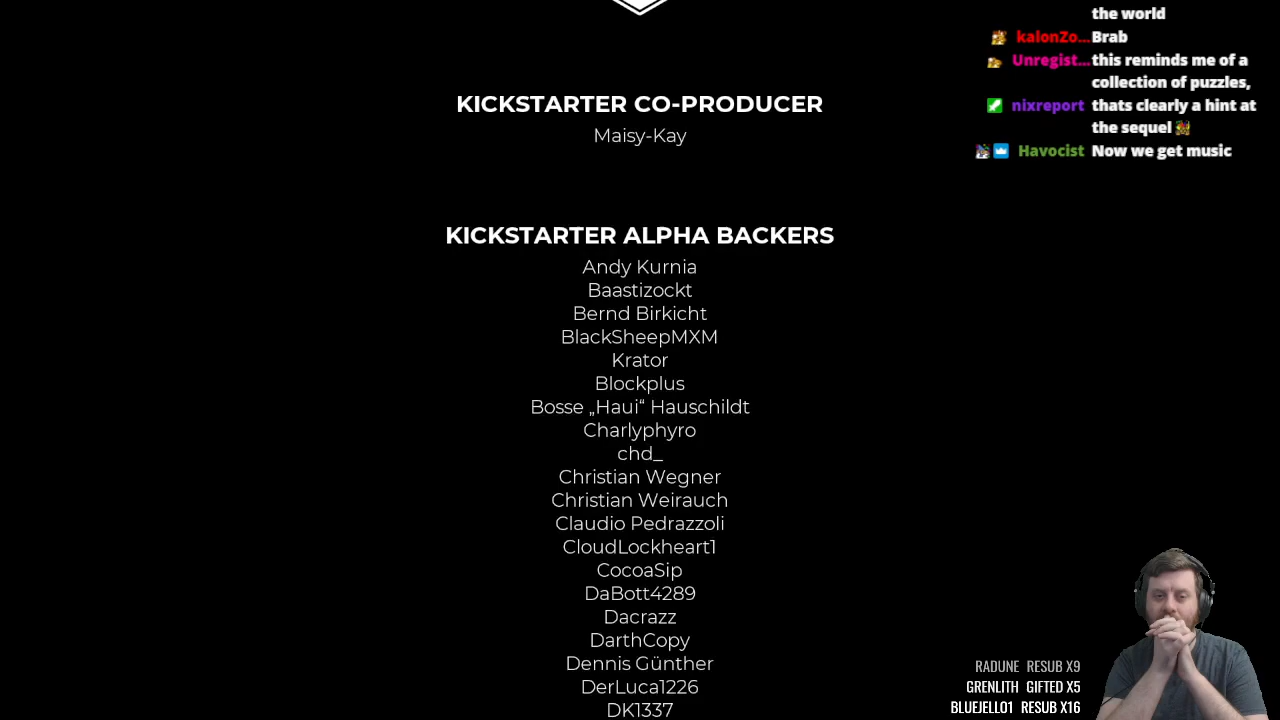 the world
kalonZo... Brab
Unregist... this reminds me of a
collection of puzzles,
nixreport thats clearly a hint at
the sequel
Havocist Now we get music
KICKSTARTER CO-PRODUCER
Maisy-Kay
KICKSTARTER ALPHA BACKERS
Andy Kurnia
Baastizockt
Bernd Birkicht
BlackSheepMXM
Krator
Blockplus
Bosse „Haui“ Hauschildt
Charlyphyro
chd_
Christian Wegner
Christian Weirauch
Claudio Pedrazzoli
CloudLockheart1
CocoaSip
DaBott4289
Dacrazz
DarthCopy
Dennis Günther
DerLuca1226
DK1337
RADUNE RESUB X9
GRENLITH GIFTED X5
BLUEJELLO1 RESUB X16